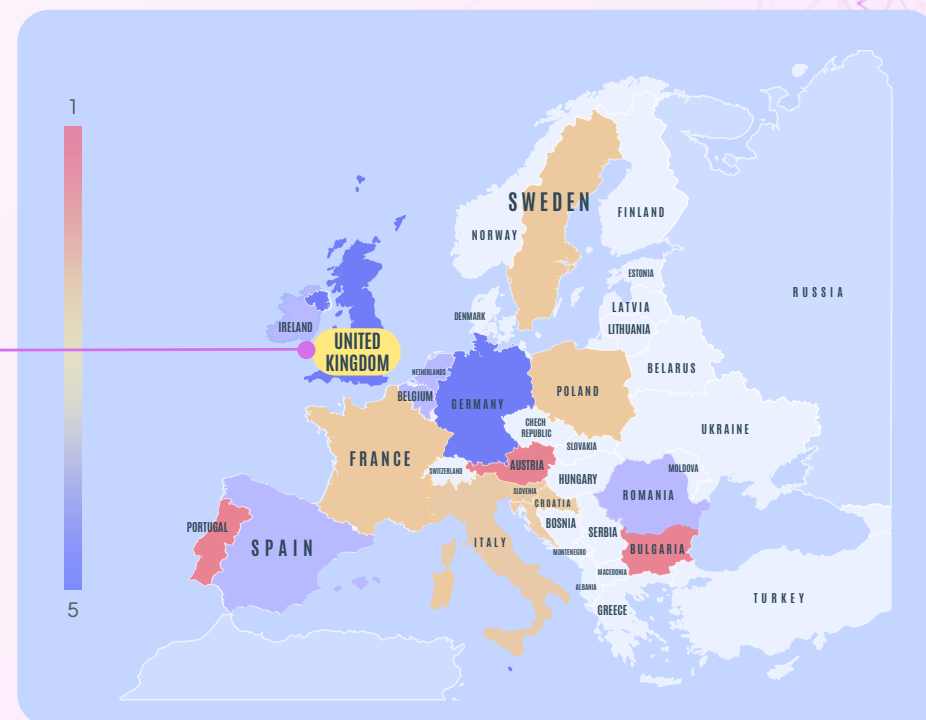 1
SWEDEN
FINLAND
NORWAY
ESTONIA
RUSSIA
LATVIA
DENMARK
IRELAND
LITHUANIA
UNITED
KINGDOM
BELARUS
NETHERLANDS
POLAND
BELGIUM
GERMANY
CHECH
REPUBLIC
UKRAINE
SLOVAKIA
FRANCE
AUSTRIA
MOLDOVA
SWITZERLAND
HUNGARY
SLOVENIA
ROMANIA
CROATIA
BOSNIA
PORTUGAL
SERBIA
ITALY
SPAIN
MONTENEGRO
BULGARIA
MACEDONIA
ALBANIA
TURKEY
5
GREECE